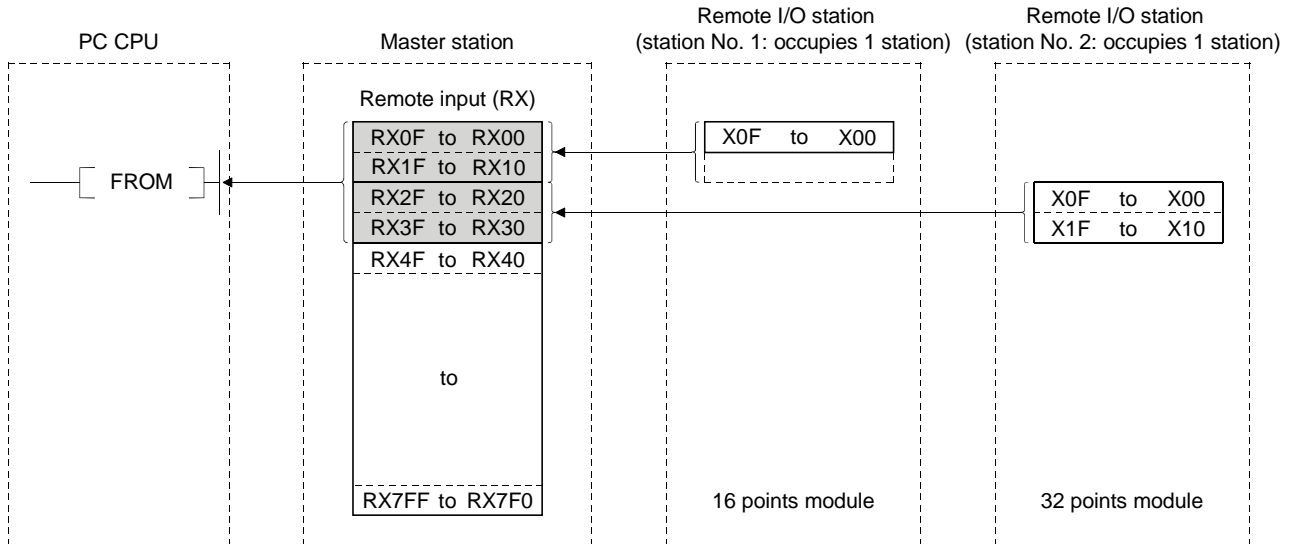 PC CPU
Master station
Remote I/O station
(station No. 1: occupies 1 station)
Remote I/O station
(station No. 2: occupies 1 station)
Remote input (RX)
RX0F to RX00
RX1F to RX10
RX2F to RX20
RX3F to RX30
RX4F to RX40
to
RX7FF to RX7F0
FROM
X0F to X00
16 points module
X0F to X00
X1F to X10
32 points module